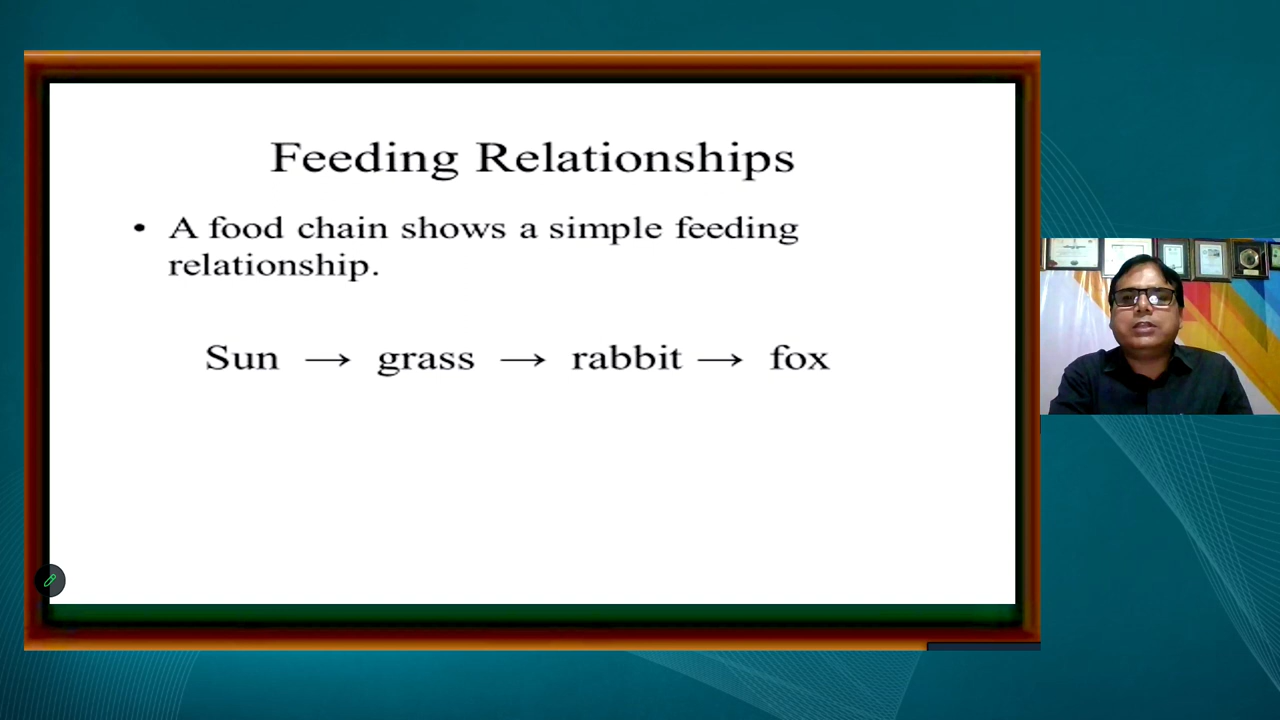 Feeding Relationships
• A food chain shows a simple feeding
relationship.
Sun → grass → rabbit → fox